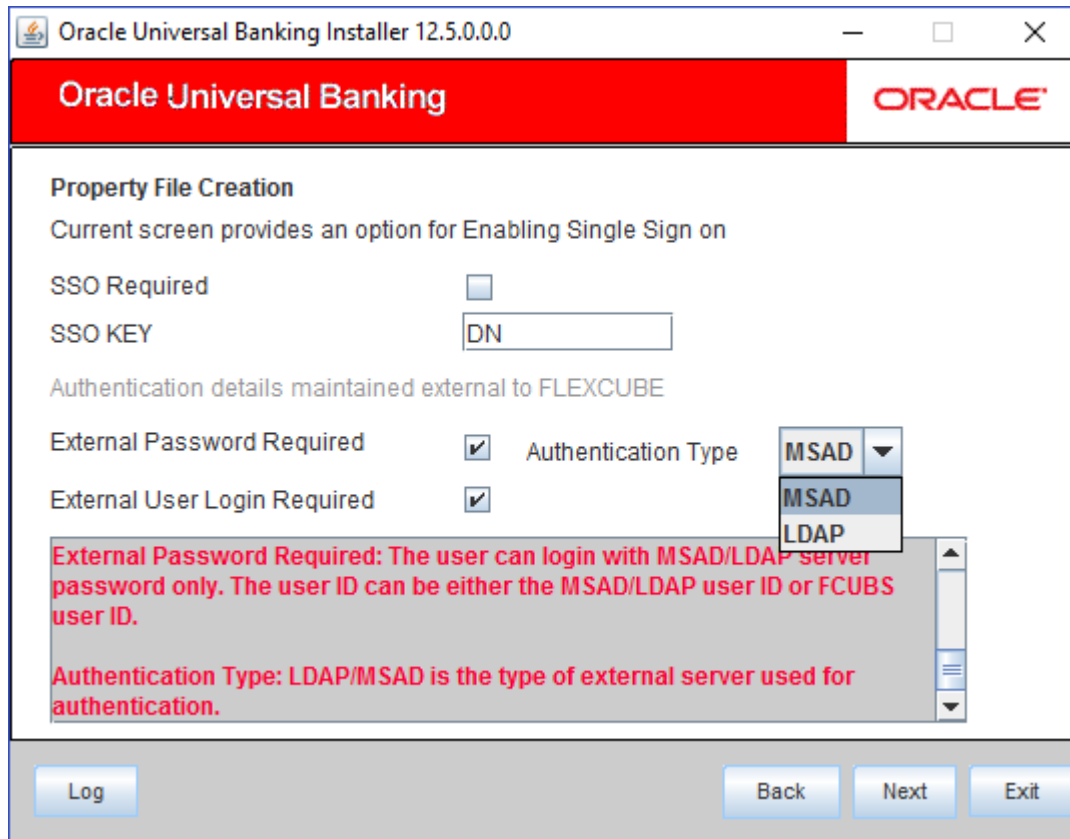 Oracle Universal Banking Installer 12.5.0.0.0
Oracle Universal Banking
ORACLE
Property File Creation
Current screen provides an option for Enabling Single Sign on
SSO Required
SSO KEY
DN
Authentication details maintained external to FLEXCUBE
External Password Required
Authentication Type
MSAD
External User Login Required
MSAD
LDAP
External Password Required: The user can login with MSAD/LDAP server
password only. The user ID can be either the MSAD/LDAP user ID or FCUBS
user ID.
Authentication Type: LDAP/MSAD is the type of external server used for
authentication.
Log
Back
Next
Exit